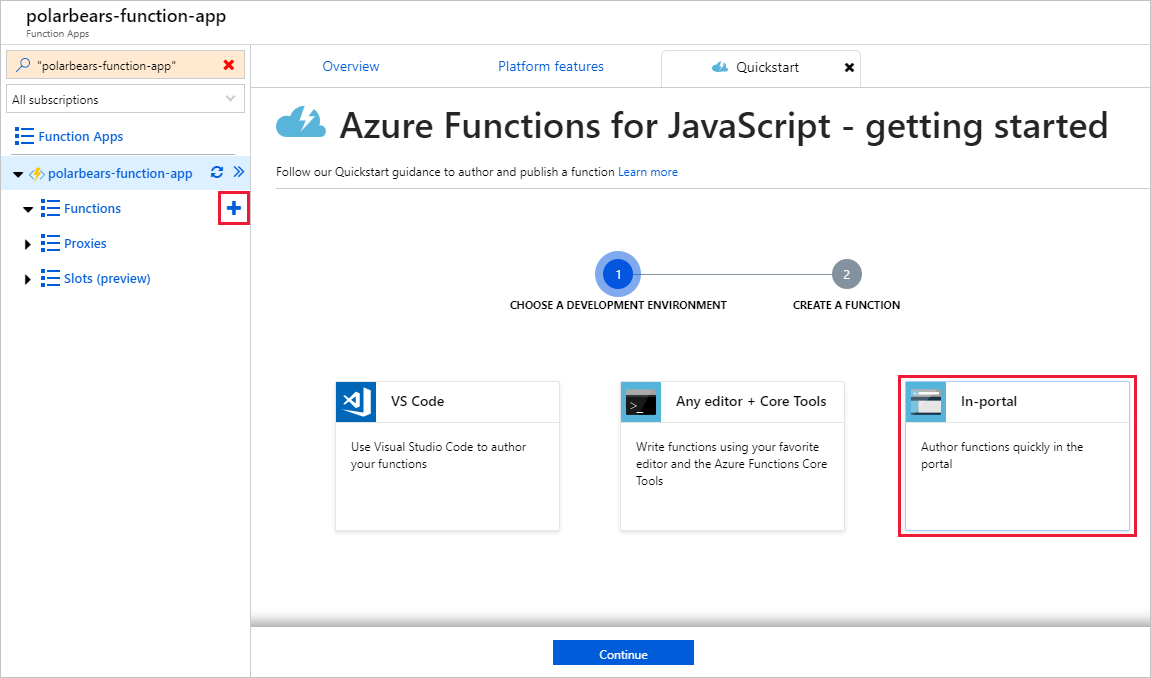 polarbears-function-app
Function Apps
"polarbears-function-app"
All subscriptions
Function Apps
polarbears-function-app
Functions
Proxies
Slots (preview)
Overview
Platform features
Quickstart
Azure Functions for JavaScript - getting started
Follow our Quickstart guidance to author and publish a function Learn more
1
2
CHOOSE A DEVELOPMENT ENVIRONMENT
CREATE A FUNCTION
VS Code
Use Visual Studio Code to author
your functions
Any editor + Core Tools
Write functions using your favorite
editor and the Azure Functions Core
Tools
In-portal
Author functions quickly in the
portal
Continue